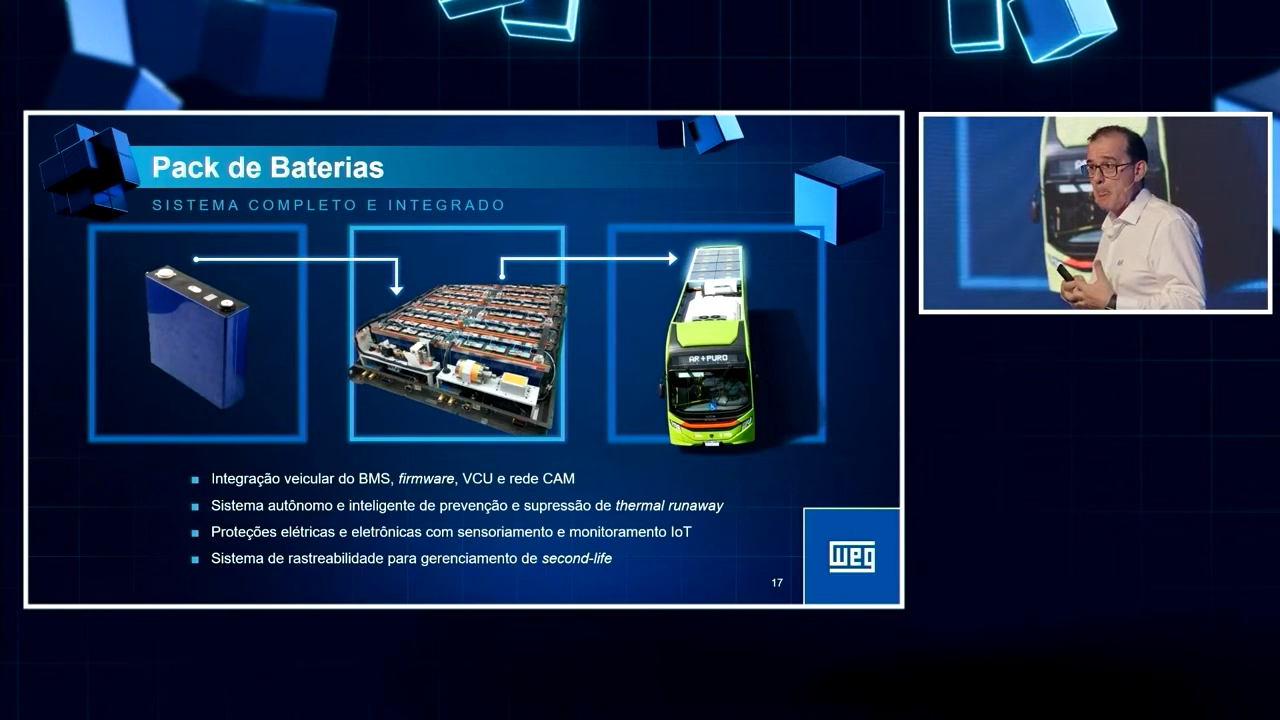 Pack de Baterias
SISTEMA COMPLETO E INTEGRADO
AR+PURO
Integração veicular do BMS, firmware, VCU e rede CAM
Sistema autônomo e inteligente de prevenção e supressão de thermal runaway
Proteções elétricas e eletrônicas com sensoriamento e monitoramento IoT
Sistema de rastreabilidade para gerenciamento de second-life
17
weg